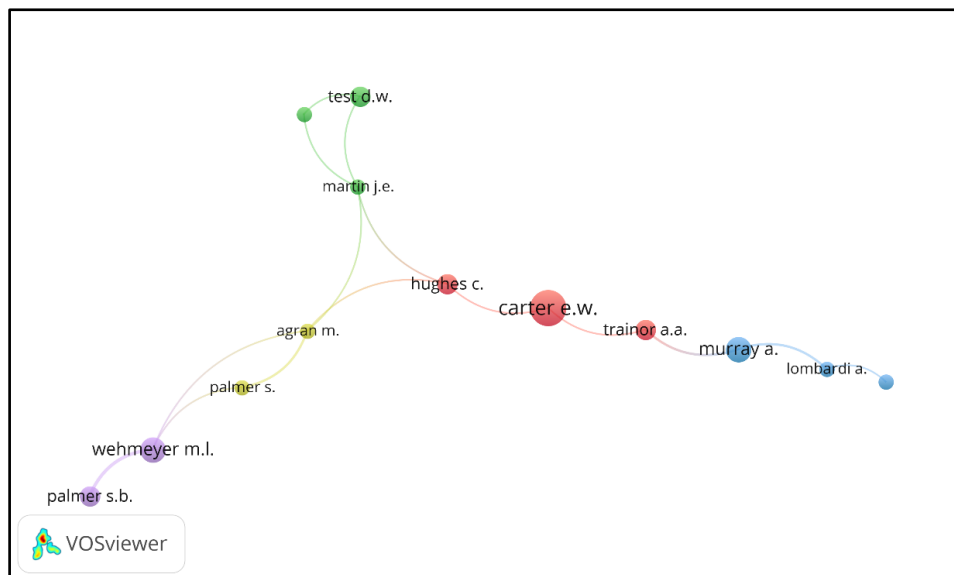 test d.w.
martin j.e.
hughes c.
carter e.w.
trainor a.a.
agran m.
murray a.
lombardi a.
palmer s.
wehmeyer m.l.
palmer s.b.
VOSviewer